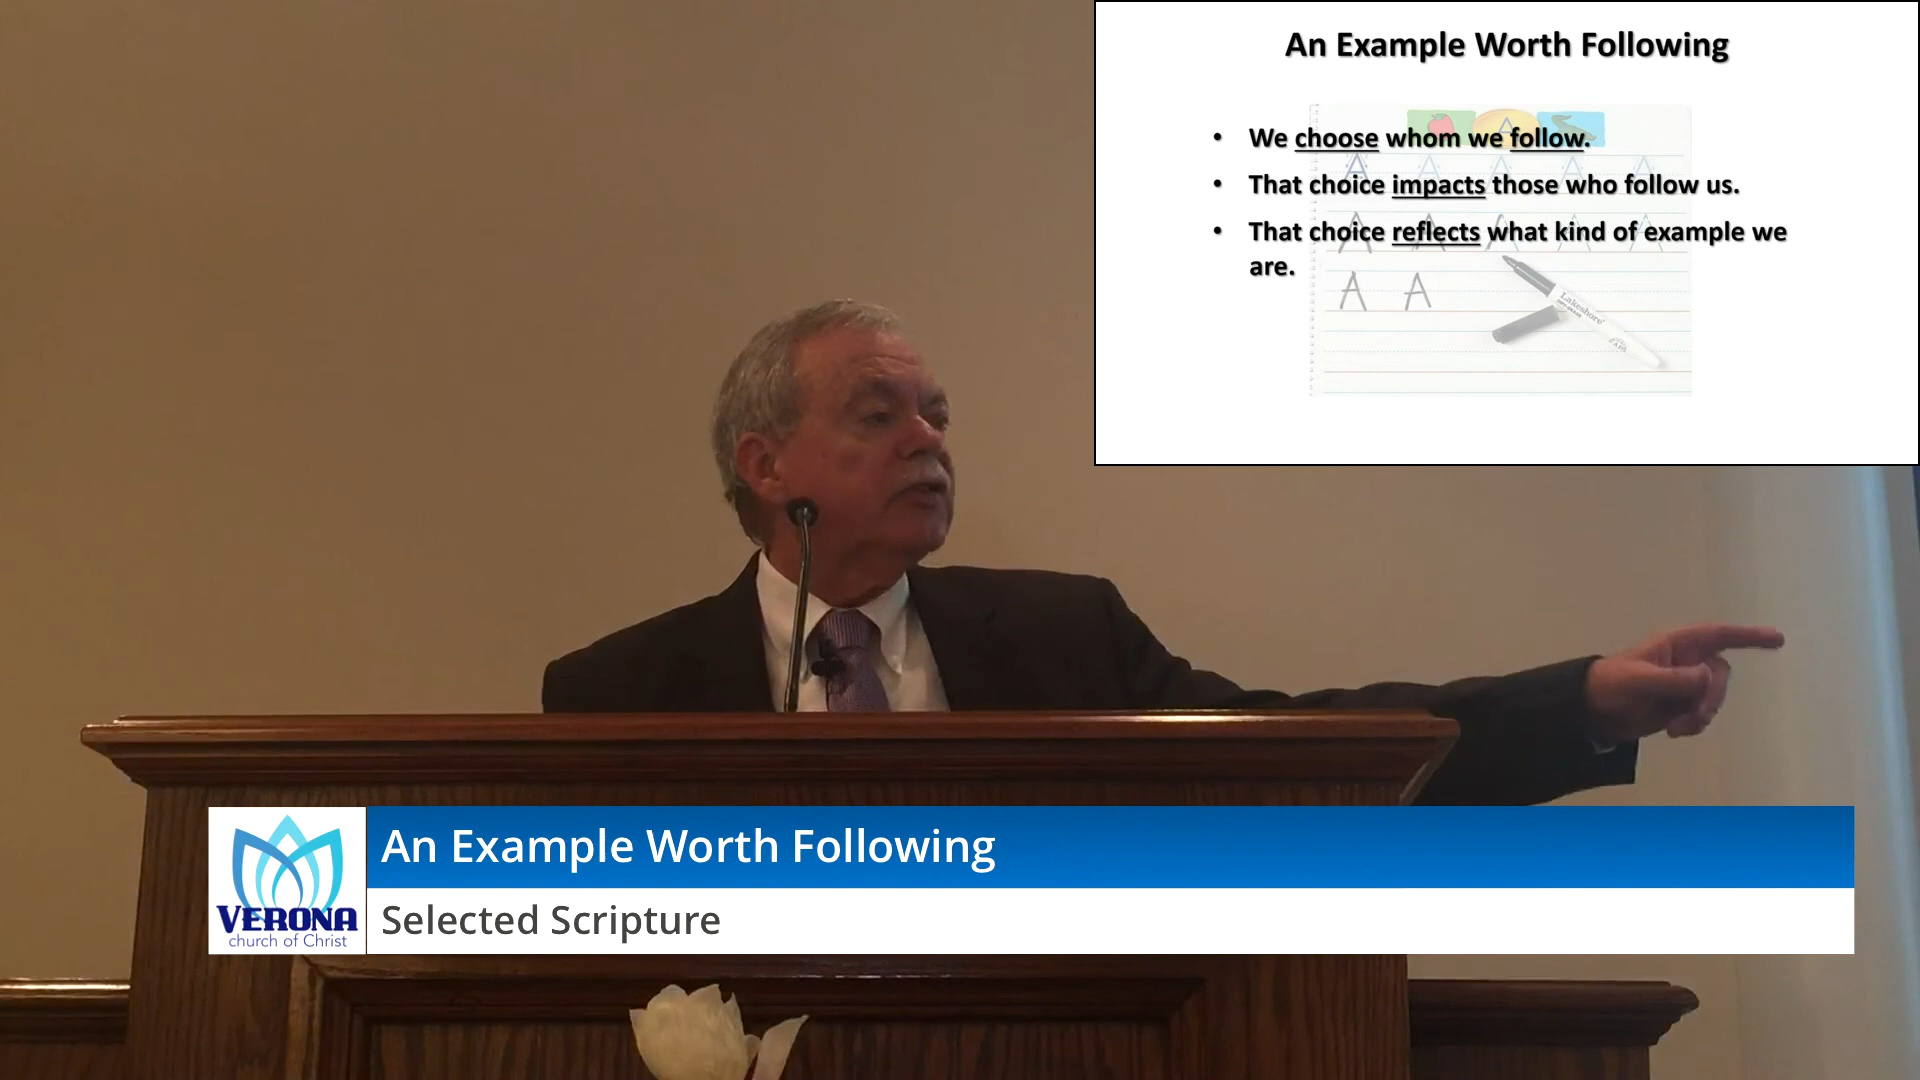 An Example Worth Following
• We choose whom we follow.
• That choice impacts those who follow us.
• That choice reflects what kind of example we
are.
A A A A A
A A A A A
A A
Lakeshore
An Example Worth Following
VERONA
church of Christ
Selected Scripture